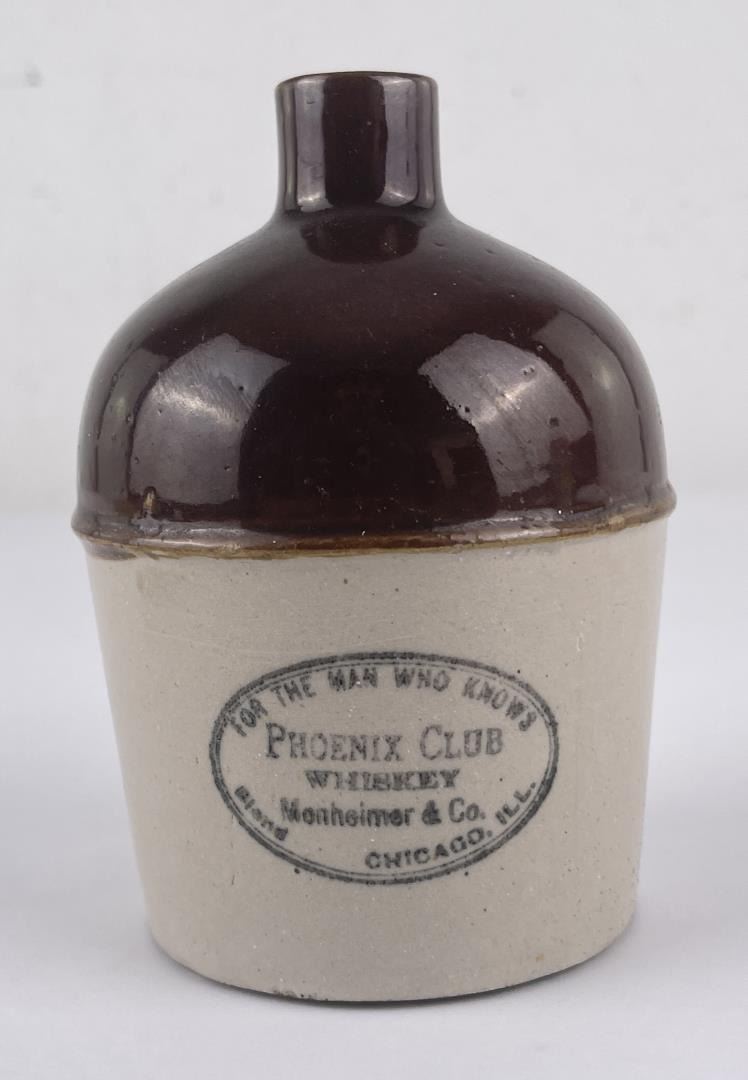 FOR THE MAN WHO KNOWS
PHOENIX CLUB
WHISKEY
Blend
Monheimer & Co.
CHICAGO, ILL.